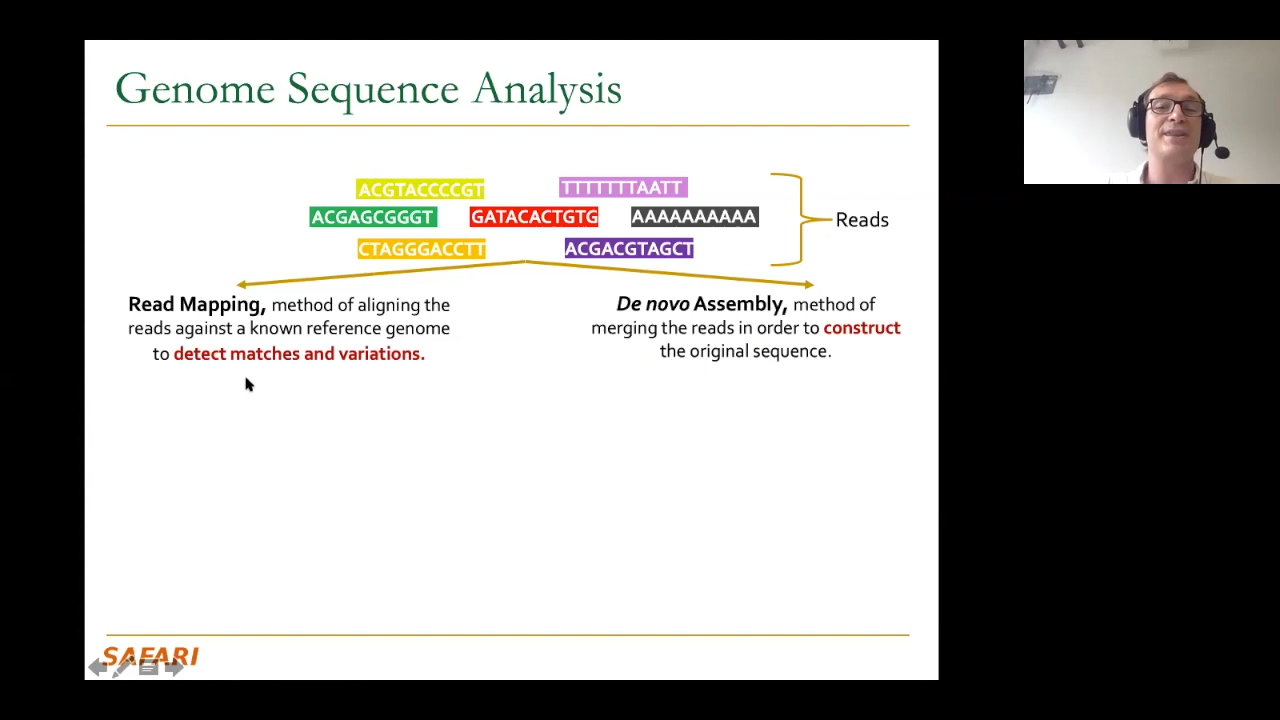 Genome Sequence Analysis
ACGTACCCCGT TTTTTTTAATT
ACGAGCGGGT GATACACTGTG AAAAAAAAAA
Reads
CTAGGGACCTT ACGACGTAGCT
Read Mapping, method of aligning the
reads against a known reference genome
to detect matches and variations.
De novo Assembly, method of
merging the reads in order to construct
the original sequence.
SAFARI